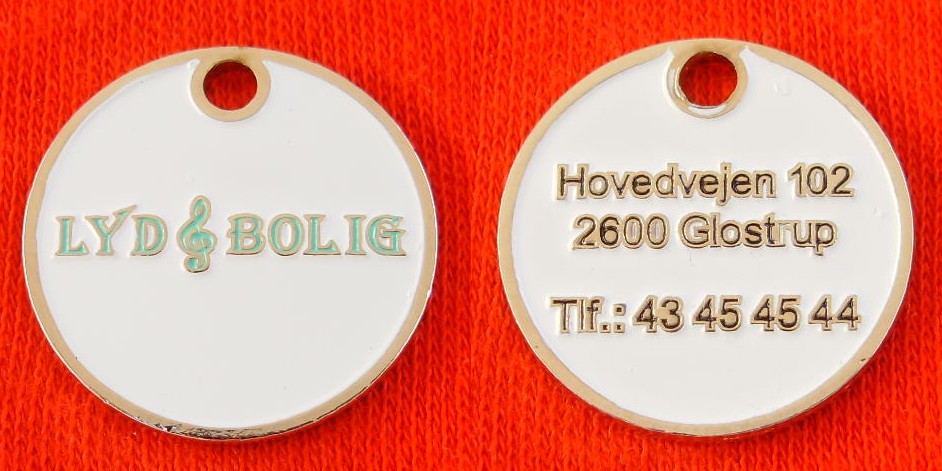 LYD & BOLIG
Hovedvejen 102
2600 Glostrup
Tlf.: 43 45 45 44